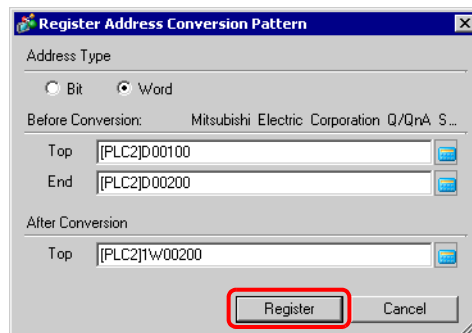 Register Address Conversion Pattern
Address Type
Bit Word
Before Conversion: Mitsubishi Electric Corporation Q/QnA S...
Top [PLC2]D00100
End [PLC2]D00200
After Conversion
Top [PLC2]1W00200
Register Cancel